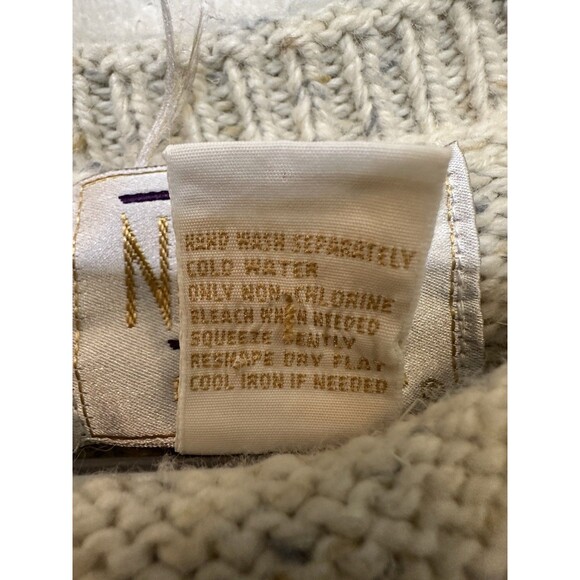 HAND WASH SEPARATELY
COLD WATER
ONLY NON-CHLORINE
BLEACH WHEN NEEDED
SQUEEZE GENTLY
RESHAPE DRY FLAT
COOL IRON IF NEEDED